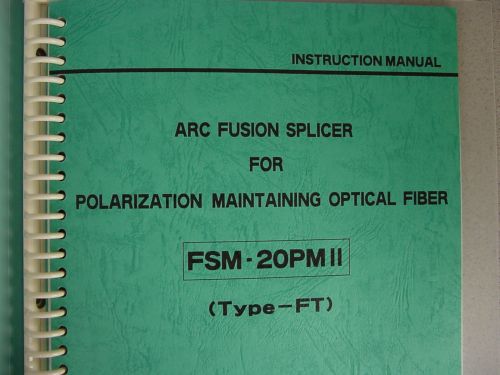 INSTRUCTION MANUAL
ARC FUSION SPLICER
FOR
POLARIZATION MAINTAINING OPTICAL FIBER
FSM-20PMII
(Type-FT)